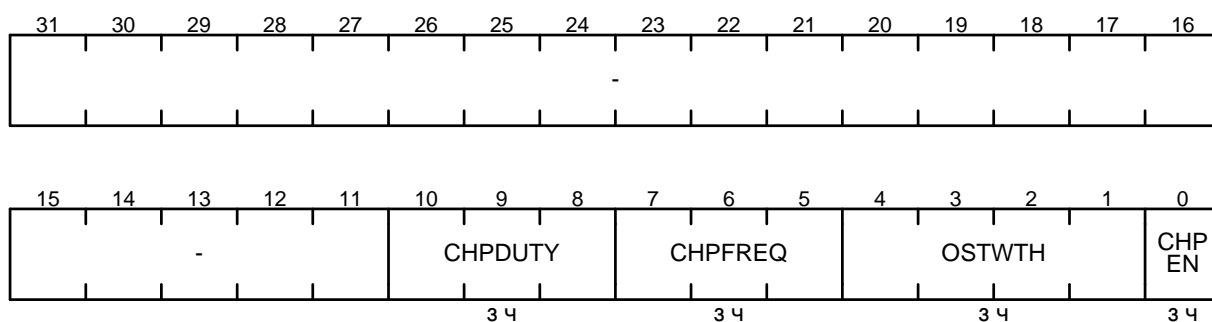 31 30 29 28 27 26 25 24 23 22 21 20 19 18 17 16
-
15 14 13 12 11 10 9 8 7 6 5 4 3 2 1 0
- CHPDUTY CHPFREQ OSTWTH CHP
EN
з ч з ч з ч з ч